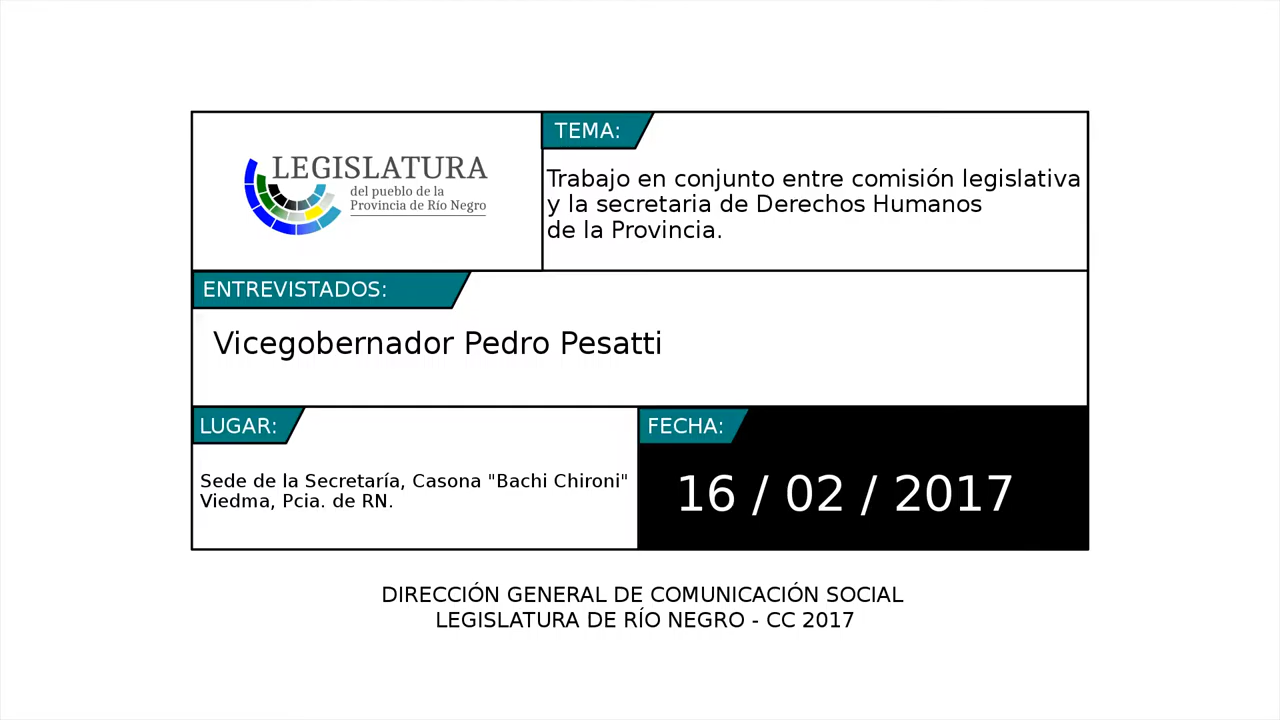 LEGISLATURA
del pueblo de la
Provincia de Río Negro
TEMA:
Trabajo en conjunto entre comisión legislativa
y la secretaria de Derechos Humanos
de la Provincia.
ENTREVISTADOS:
Vicegobernador Pedro Pesatti
LUGAR:
Sede de la Secretaría, Casona "Bachi Chironi"
Viedma, Pcia. de RN.
FECHA:
16 / 02 / 2017
DIRECCIÓN GENERAL DE COMUNICACIÓN SOCIAL
LEGISLATURA DE RÍO NEGRO - CC 2017